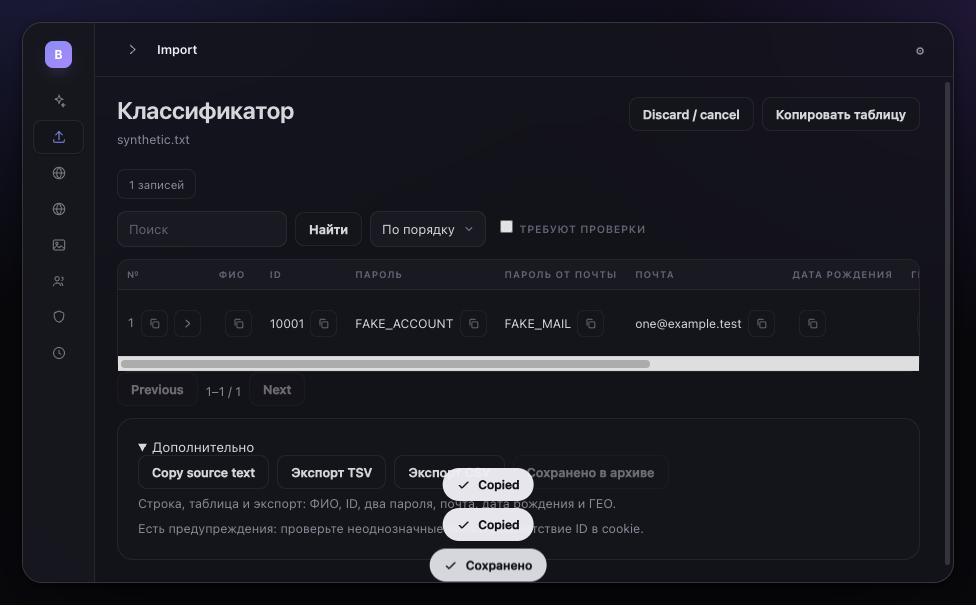 B
Import
Классификатор
Discard / cancel
Копировать таблицу
synthetic.txt
1 записей
Поиск
Найти
По порядку
ТРЕБУЮТ ПРОВЕРКИ
№ ФИО ID ПАРОЛЬ ПАРОЛЬ ОТ ПОЧТЫ ПОЧТА ДАТА РОЖДЕНИЯ
1 10001 FAKE_ACCOUNT FAKE_MAIL one@example.test
Previous 1–1 / 1 Next
Дополнительно
Copy source text Экспорт TSV Сохранено в архиве
Copied
Строка, таблица и экспорт: ФИО, ID, два пароля, почта, дата рождения и ГЕО.
Есть предупреждения: проверьте неоднозначные ID в cookie.
Copied
Сохранено